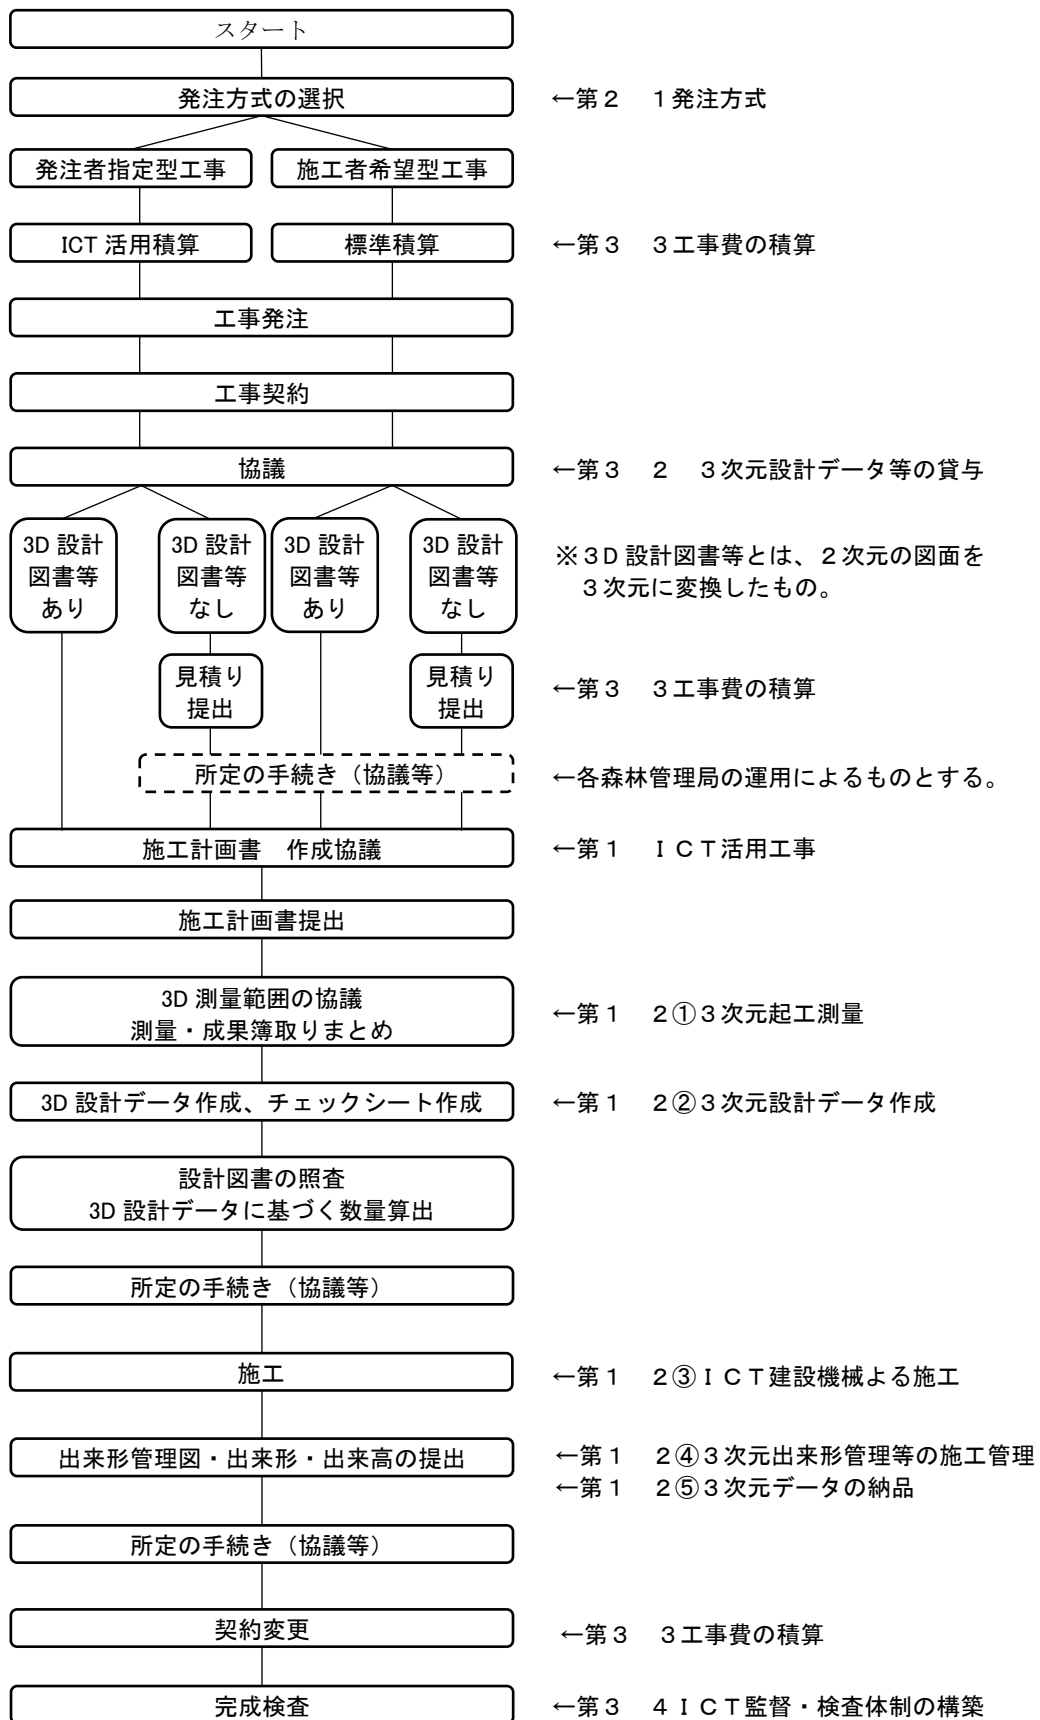 スタート
発注方式の選択　←第２　１発注方式
発注者指定型工事　施工者希望型工事
ICT 活用積算　標準積算　←第３　３工事費の積算
工事発注
工事契約
協議　←第３　２　３次元設計データ等の貸与
3D 設計
図書等
あり
3D 設計
図書等
なし
3D 設計
図書等
あり
3D 設計
図書等
なし
※３Ｄ設計図書等とは、２次元の図面を
３次元に変換したもの。
見積り
提出
見積り
提出
←第３　３工事費の積算
所定の手続き（協議等）　←各森林管理局の運用によるものとする。
施工計画書　作成協議　←第１　ＩＣＴ活用工事
施工計画書提出
3D 測量範囲の協議
測量・成果簿取りまとめ
←第１　２①３次元起工測量
3D 設計データ作成、チェックシート作成　←第１　２②３次元設計データ作成
設計図書の照査
3D 設計データに基づく数量算出
所定の手続き（協議等）
施工　←第１　２③ＩＣＴ建設機械よる施工
出来形管理図・出来形・出来高の提出　←第１　２④３次元出来形管理等の施工管理
←第１　２⑤３次元データの納品
所定の手続き（協議等）
契約変更　←第３　３工事費の積算
完成検査　←第３　４ＩＣＴ監督・検査体制の構築